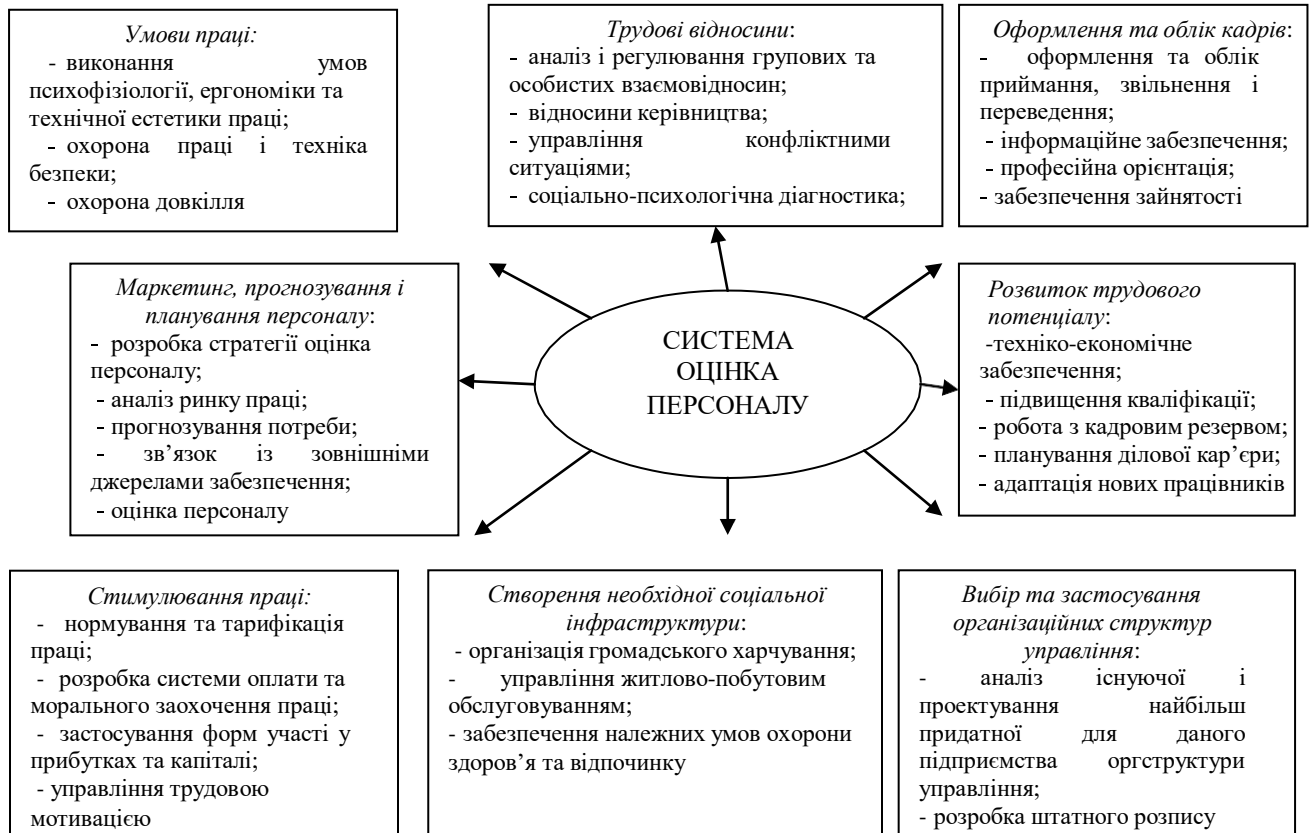 Умови праці:
- виконання умов
психофізіології, ергономіки та
технічної естетики праці;
- охорона праці і техніка
безпеки;
- охорона довкілля
Трудові відносини:
- аналіз і регулювання групових та
особистих взаємовідносин;
- відносини керівництва;
- управління конфліктними
ситуаціями;
- соціально-психологічна діагностика;
Оформлення та облік кадрів:
- оформлення та облік
приймання, звільнення і
переведення;
- інформаційне забезпечення;
- професійна орієнтація;
- забезпечення зайнятості
Маркетинг, прогнозування і
планування персоналу:
- розробка стратегії оцінка
персоналу;
- аналіз ринку праці;
- прогнозування потреби;
- зв’язок із зовнішніми
джерелами забезпечення;
- оцінка персоналу
СИСТЕМА
ОЦІНКА
ПЕРСОНАЛУ
Розвиток трудового
потенціалу:
-техніко-економічне
забезпечення;
- підвищення кваліфікації;
- робота з кадровим резервом;
- планування ділової кар’єри;
- адаптація нових працівників
Стимулювання праці:
- нормування та тарифікація
праці;
- розробка системи оплати та
морального заохочення праці;
- застосування форм участі у
прибутках та капіталі;
- управління трудовою
мотивацією
Створення необхідної соціальної
інфраструктури:
- організація громадського харчування;
- управління житлово-побутовим
обслуговуванням;
- забезпечення належних умов охорони
здоров’я та відпочинку
Вибір та застосування
організаційних структур
управління:
- аналіз існуючої і
проектування найбільш
придатної для даного
підприємства оргструктури
управління;
- розробка штатного розпису